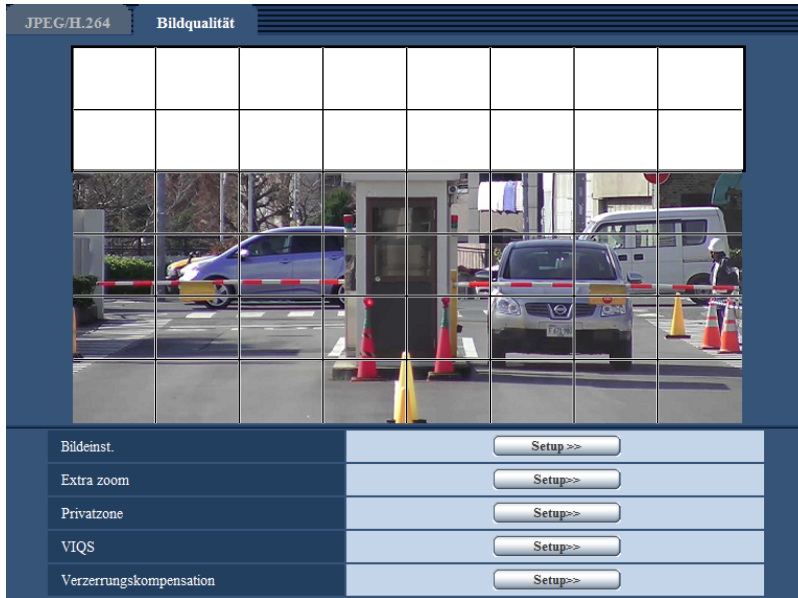 JPEG/H.264
Bildqualität
Bildeinst.
Setup >>
Extra zoom
Setup>>
Privatzone
Setup>>
VIQS
Setup>>
Verzerrungskompensation
Setup>>